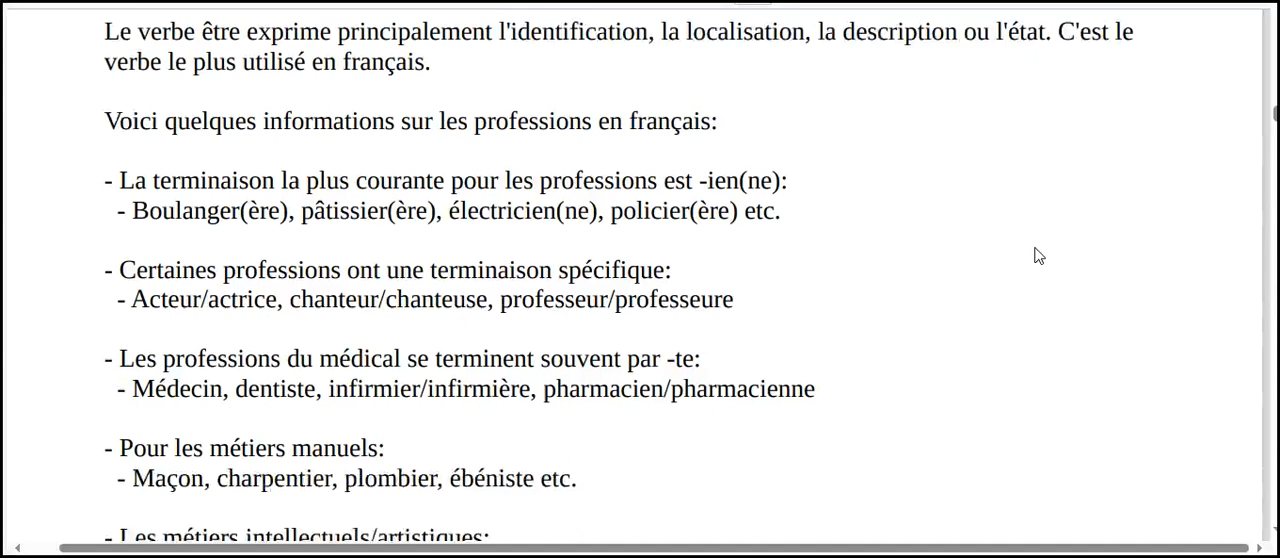 Le verbe être exprime principalement l'identification, la localisation, la description ou l'état. C'est le
verbe le plus utilisé en français.
Voici quelques informations sur les professions en français:
- La terminaison la plus courante pour les professions est -ien(ne):
- Boulanger(ère), pâtissier(ère), électricien(ne), policier(ère) etc.
- Certaines professions ont une terminaison spécifique:
- Acteur/actrice, chanteur/chanteuse, professeur/professeure
- Les professions du médical se terminent souvent par -te:
- Médecin, dentiste, infirmier/infirmière, pharmacien/pharmacienne
- Pour les métiers manuels:
- Maçon, charpentier, plombier, ébéniste etc.
- Les métiers intellectuels/artistiques: